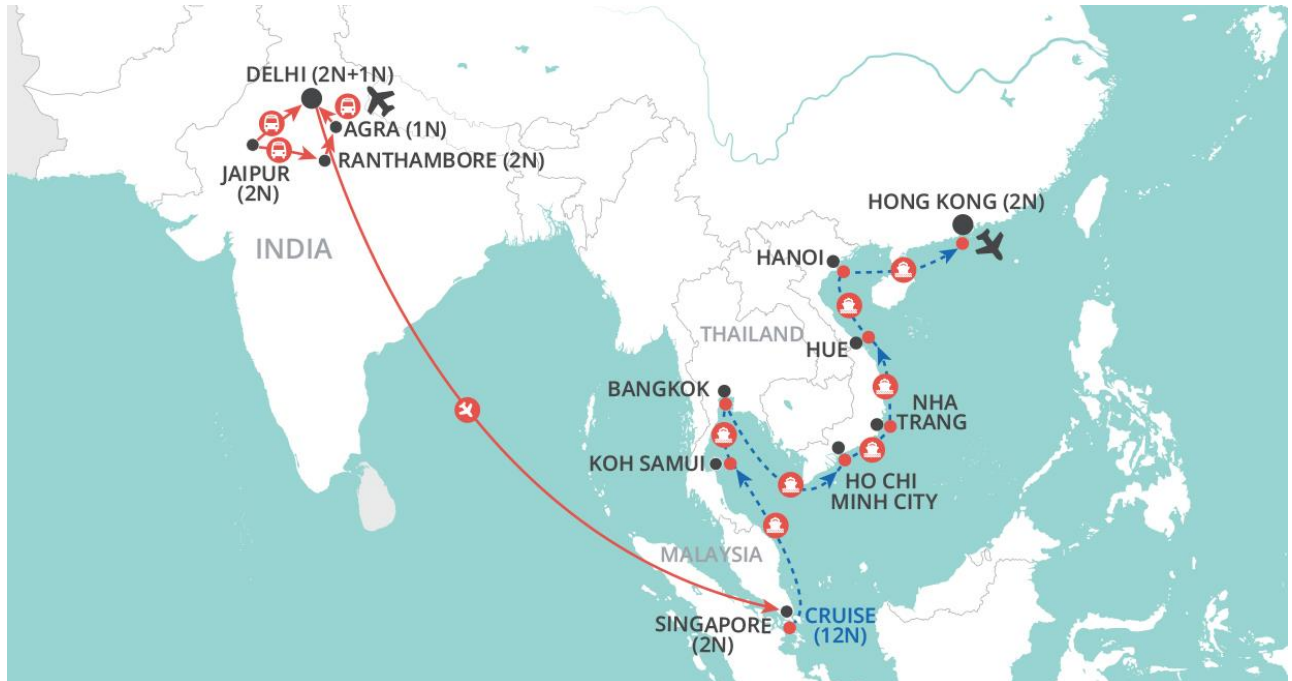 DELHI (2N+1N)
AGRA (1N)
RANTHAMBORE (2N)
JAIPUR
(2N)
INDIA
HONG KONG (2N)
HANOI
THAILAND
HUE
BANGKOK
NHA
TRANG
KOH SAMUI
HO CHI
MINH CITY
MALAYSIA
SINGAPORE
(2N)
CRUISE
(12N)